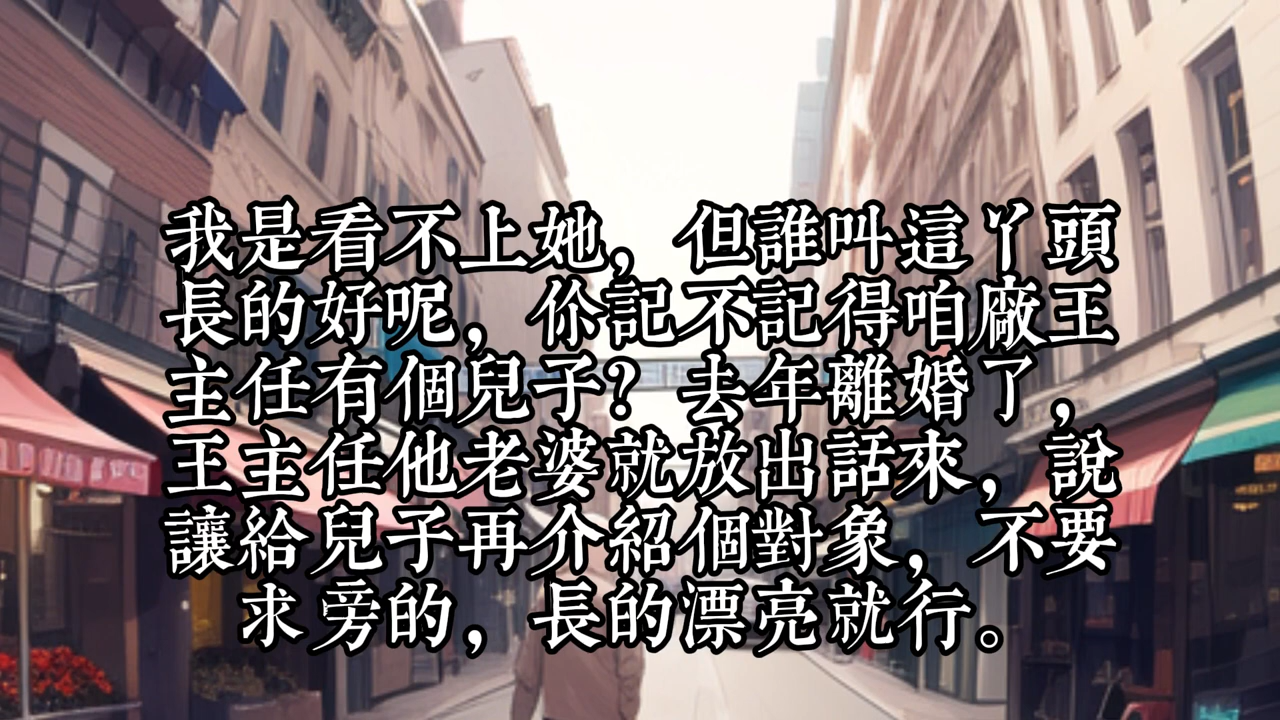 我是看不上她，但誰叫這丫頭
長的好呢，你記不記得咱廠王
主任有個兒子？去年離婚了，
王主任他老婆就放出話來，說
讓給兒子再介紹個對象，不要
求旁的，長的漂亮就行。